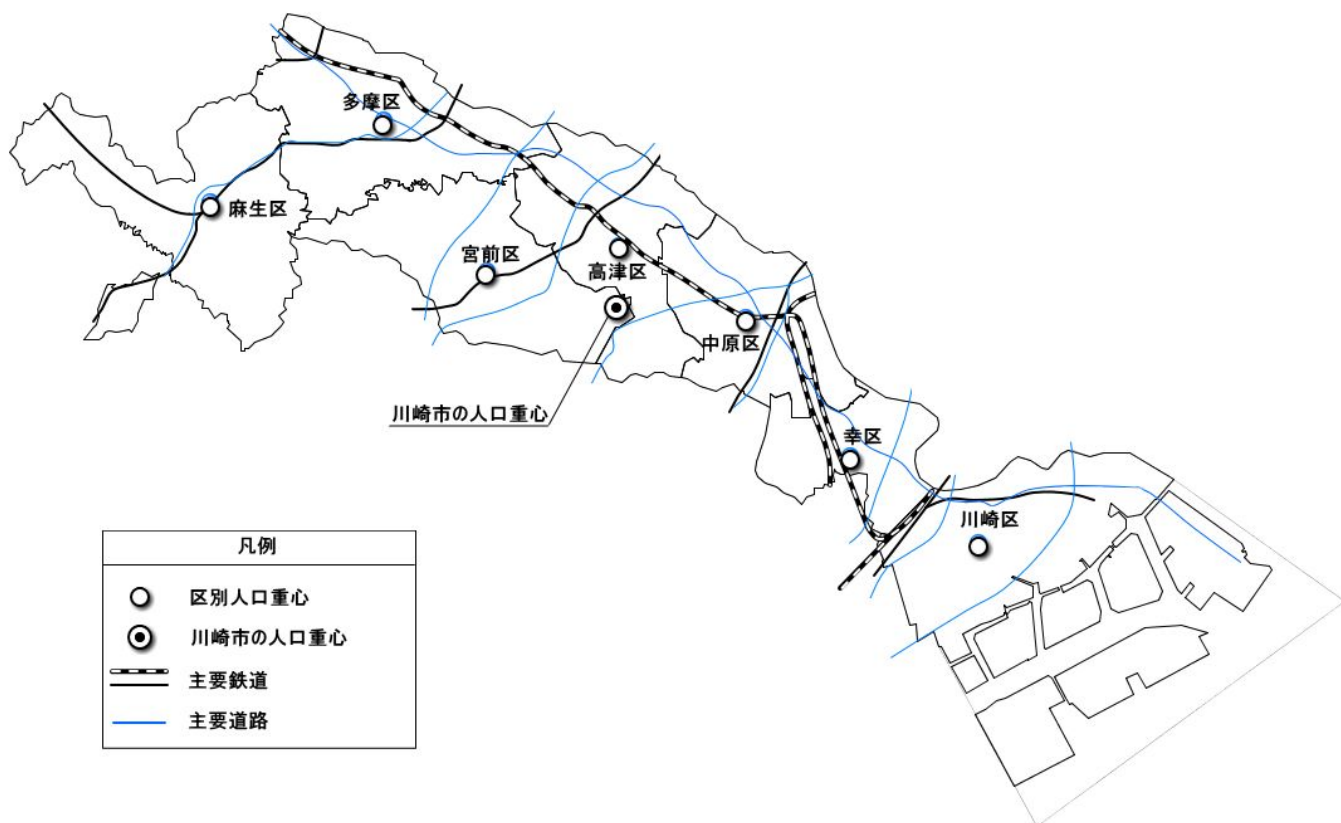 多摩区
麻生区
宮前区
高津区
中原区
川崎市の人口重心
幸区
川崎区
凡例
区別人口重心
川崎市の人口重心
主要鉄道
主要道路